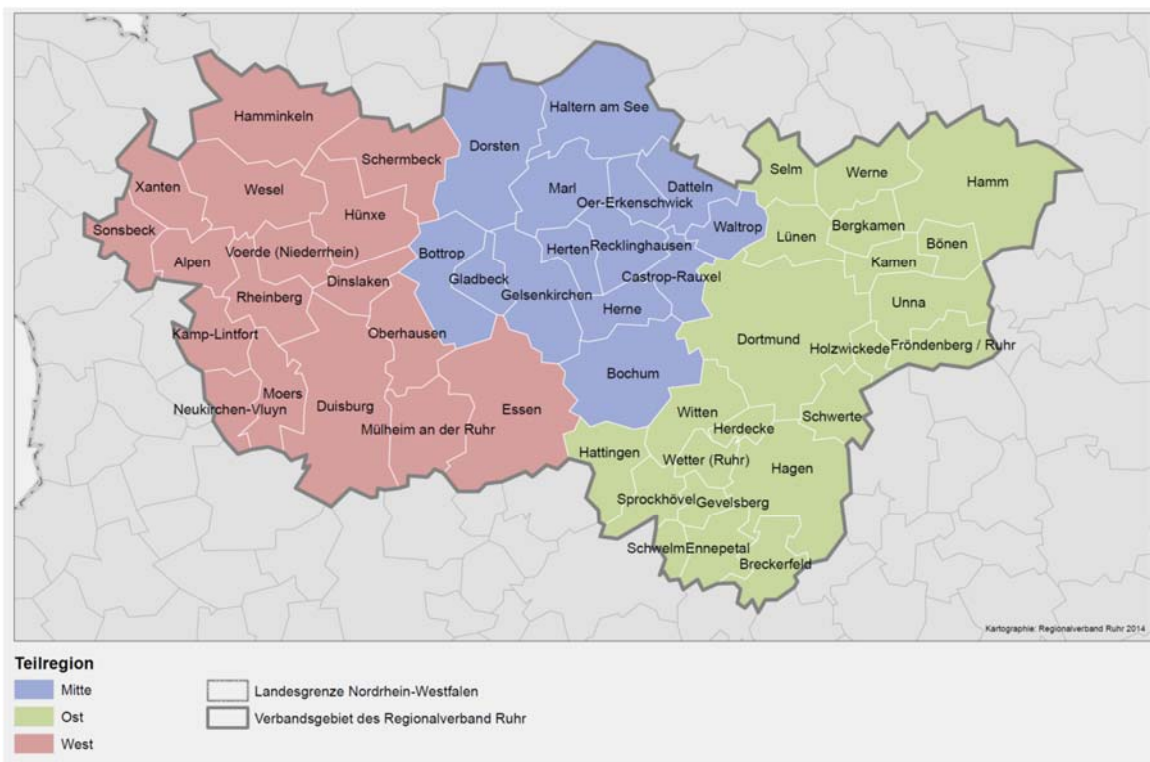 Hamminkeln
Haltern am See
Dorsten
Schermbeck
Selm
Werne
Hamm
Xanten
Wesel
Marl
Datteln
Oer-Erkenschwick
Hünxe
Sonsbeck
Waltrop
Bergkamen
Lünen
Bönen
Voerde (Niederrhein)
Bottrop
Herten
Recklinghausen
Alpen
Kamen
Dinslaken
Gladbeck
Castrop-Rauxel
Gelsenkirchen
Rheinberg
Unna
Herne
Kamp-Lintfort
Oberhausen
Dortmund
Holzwickede
Fröndenberg / Ruhr
Bochum
Moers
Neukirchen-Vluyn
Duisburg
Essen
Witten
Schwerte
Mülheim an der Ruhr
Herdecke
Hattingen
Wetter (Ruhr)
Hagen
Sprockhövel
Gevelsberg
Schwelm
Ennepetal
Breckerfeld
Kartographie: Regionalverband Ruhr 2014
Teilregion
Mitte
Ost
West
Landesgrenze Nordrhein-Westfalen
Verbandsgebiet des Regionalverband Ruhr